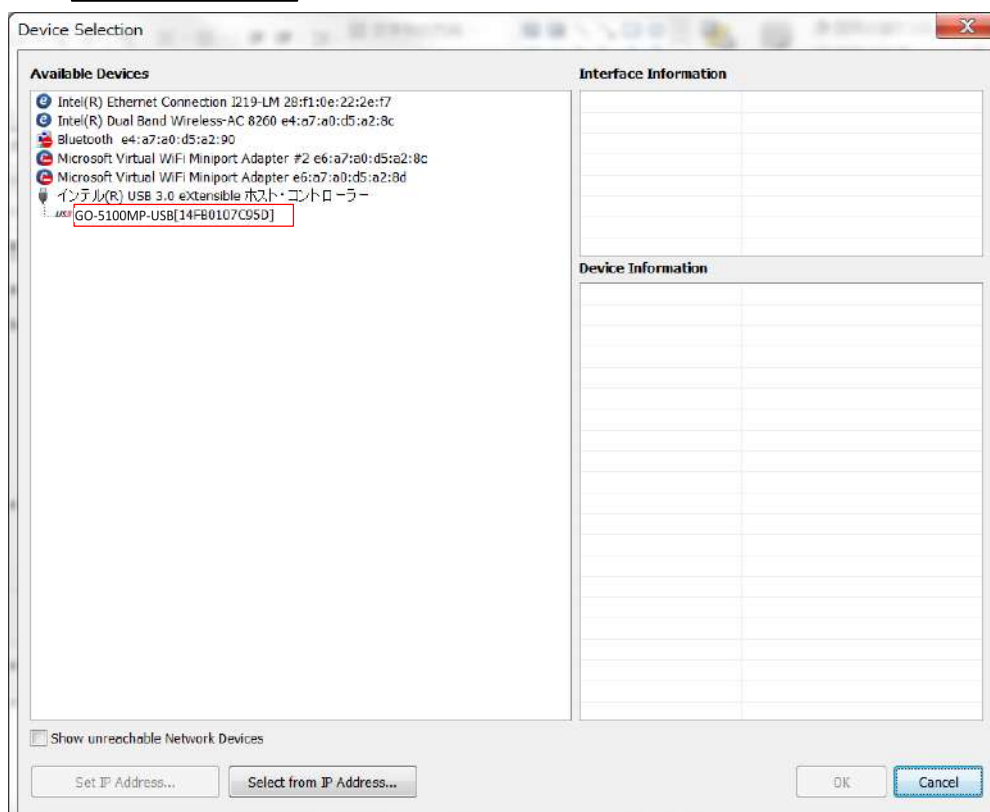 Device Selection
Available Devices
Intel(R) Ethernet Connection I219-LM 28:f1:0e:22:2e:f7
Intel(R) Dual Band Wireless-AC 8260 e4:a7:a0:d5:a2:8c
Bluetooth e4:a7:a0:d5:a2:90
Microsoft Virtual WiFi Miniport Adapter #2 e6:a7:a0:d5:a2:8c
Microsoft Virtual WiFi Miniport Adapter e6:a7:a0:d5:a2:8d
インテル(R) USB 3.0 eXtensible ホスト・コントローラー
GO-5100MP-USB[14FB0107C95D]
Show unreachable Network Devices
Set IP Address...
Select from IP Address...
Interface Information
Device Information
OK
Cancel